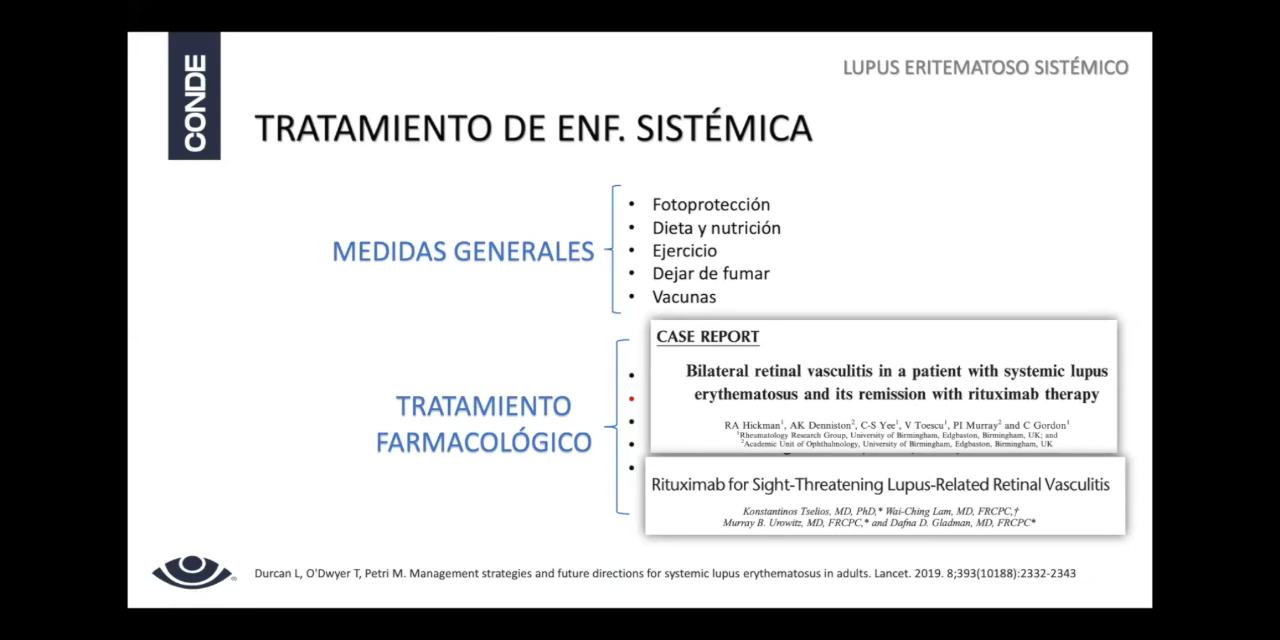 CONDE
LUPUS ERITEMATOSO SISTÉMICO
TRATAMIENTO DE ENF. SISTÉMICA
MEDIDAS GENERALES
• Fotoprotección
• Dieta y nutrición
• Ejercicio
• Dejar de fumar
• Vacunas
TRATAMIENTO
FARMACOLÓGICO
CASE REPORT
Bilateral retinal vasculitis in a patient with systemic lupus
erythematosus and its remission with rituximab therapy
RA Hickman1, AK Denniston2, C-S Yee1, V Toescu1, PI Murray2 and C Gordon1
1Rheumatology Research Group, University of Birmingham, Edgbaston, Birmingham, UK; and
2Academic Unit of Ophthalmology, University of Birmingham, Edgbaston, Birmingham, UK
Rituximab for Sight-Threatening Lupus-Related Retinal Vasculitis
Konstantinos Tselios, MD, PhD,* Wai-Ching Lam, MD, FRCPC,†
Murray B. Urowitz, MD, FRCPC,* and Dafna D. Gladman, MD, FRCPC*
Durcan L, O'Dwyer T, Petri M. Management strategies and future directions for systemic lupus erythematosus in adults. Lancet. 2019. 8;393(10188):2332-2343